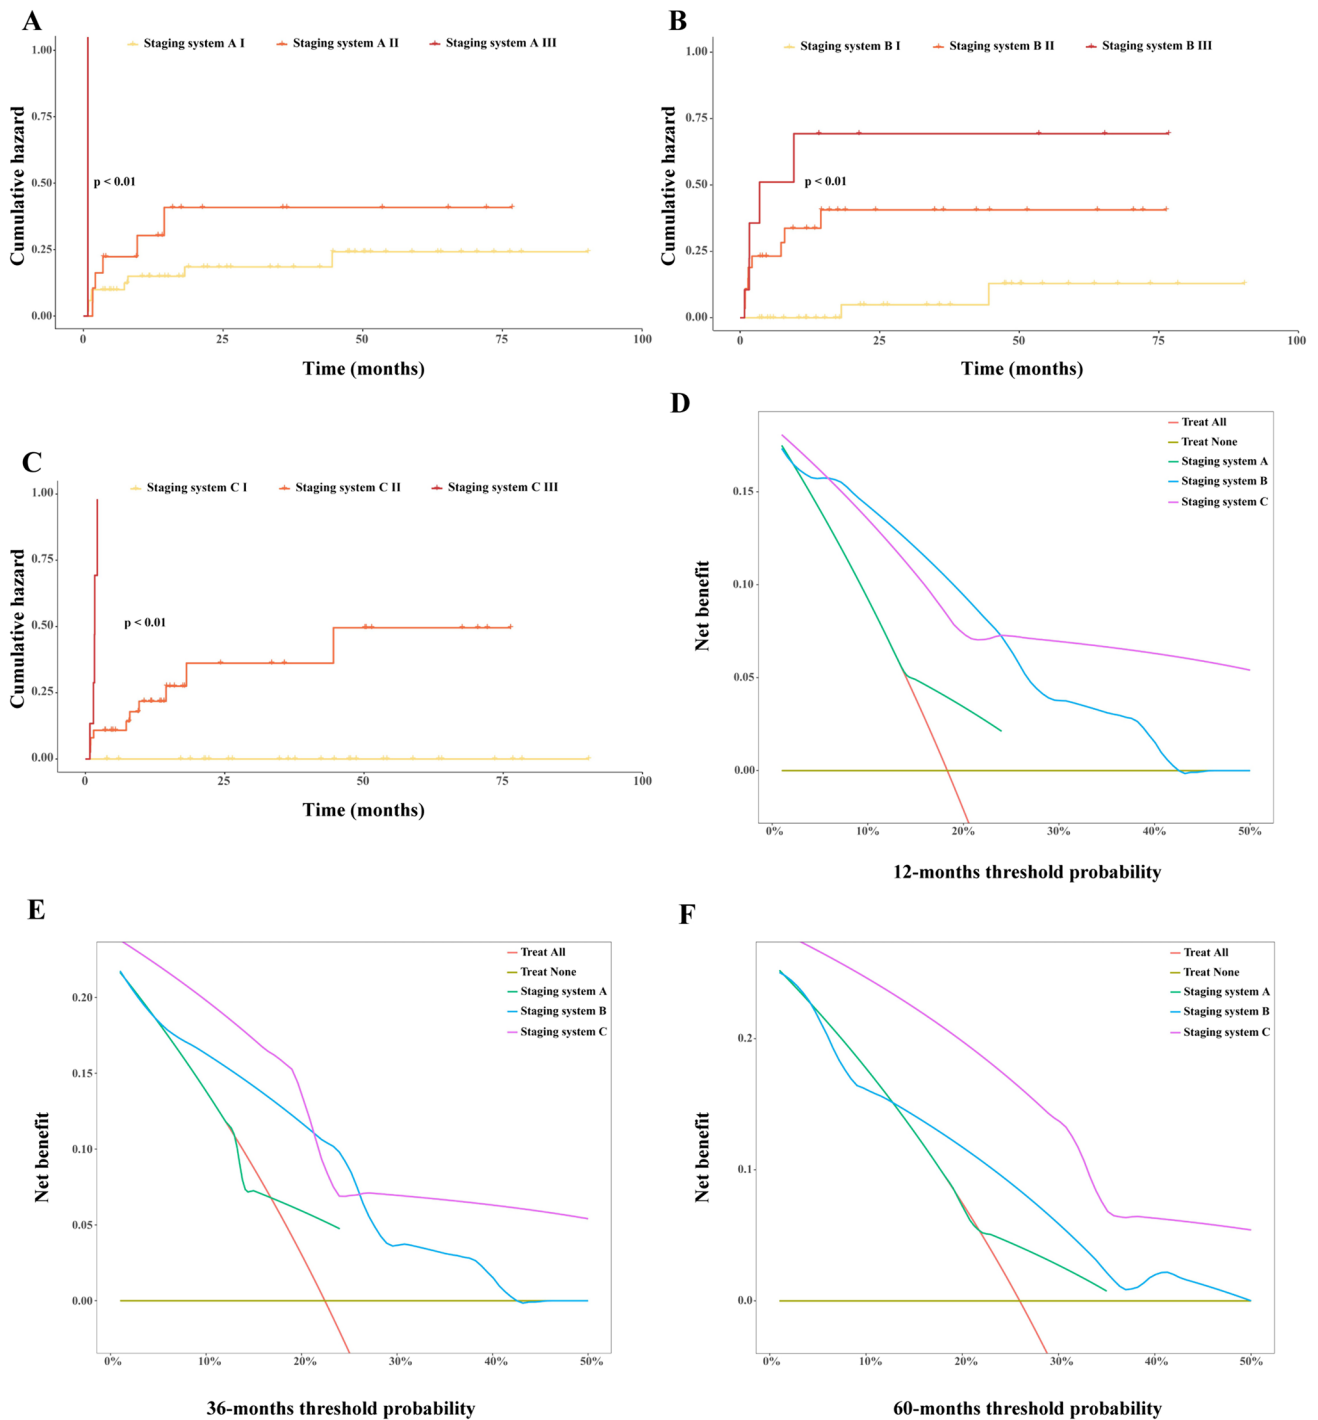 A
Staging system A I
Staging system A II
Staging system A III
Cumulative hazard
1.00
0.75
0.50
0.25
0.00
p < 0.01
0
25
50
75
100
Time (months)
B
Staging system B I
Staging system B II
Staging system B III
Cumulative hazard
1.00
0.75
0.50
0.25
0.00
p < 0.01
0
25
50
75
100
Time (months)
C
Staging system C I
Staging system C II
Staging system C III
Cumulative hazard
1.00
0.75
0.50
0.25
0.00
p < 0.01
0
25
50
75
100
Time (months)
D
Treat All
Treat None
Staging system A
Staging system B
Staging system C
Net benefit
0.15
0.10
0.05
0.00
0%
10%
20%
30%
40%
50%
12-months threshold probability
E
Treat All
Treat None
Staging system A
Staging system B
Staging system C
Net benefit
0.20
0.15
0.10
0.05
0.00
0%
10%
20%
30%
40%
50%
36-months threshold probability
F
Treat All
Treat None
Staging system A
Staging system B
Staging system C
Net benefit
0.2
0.1
0.0
0%
10%
20%
30%
40%
50%
60-months threshold probability